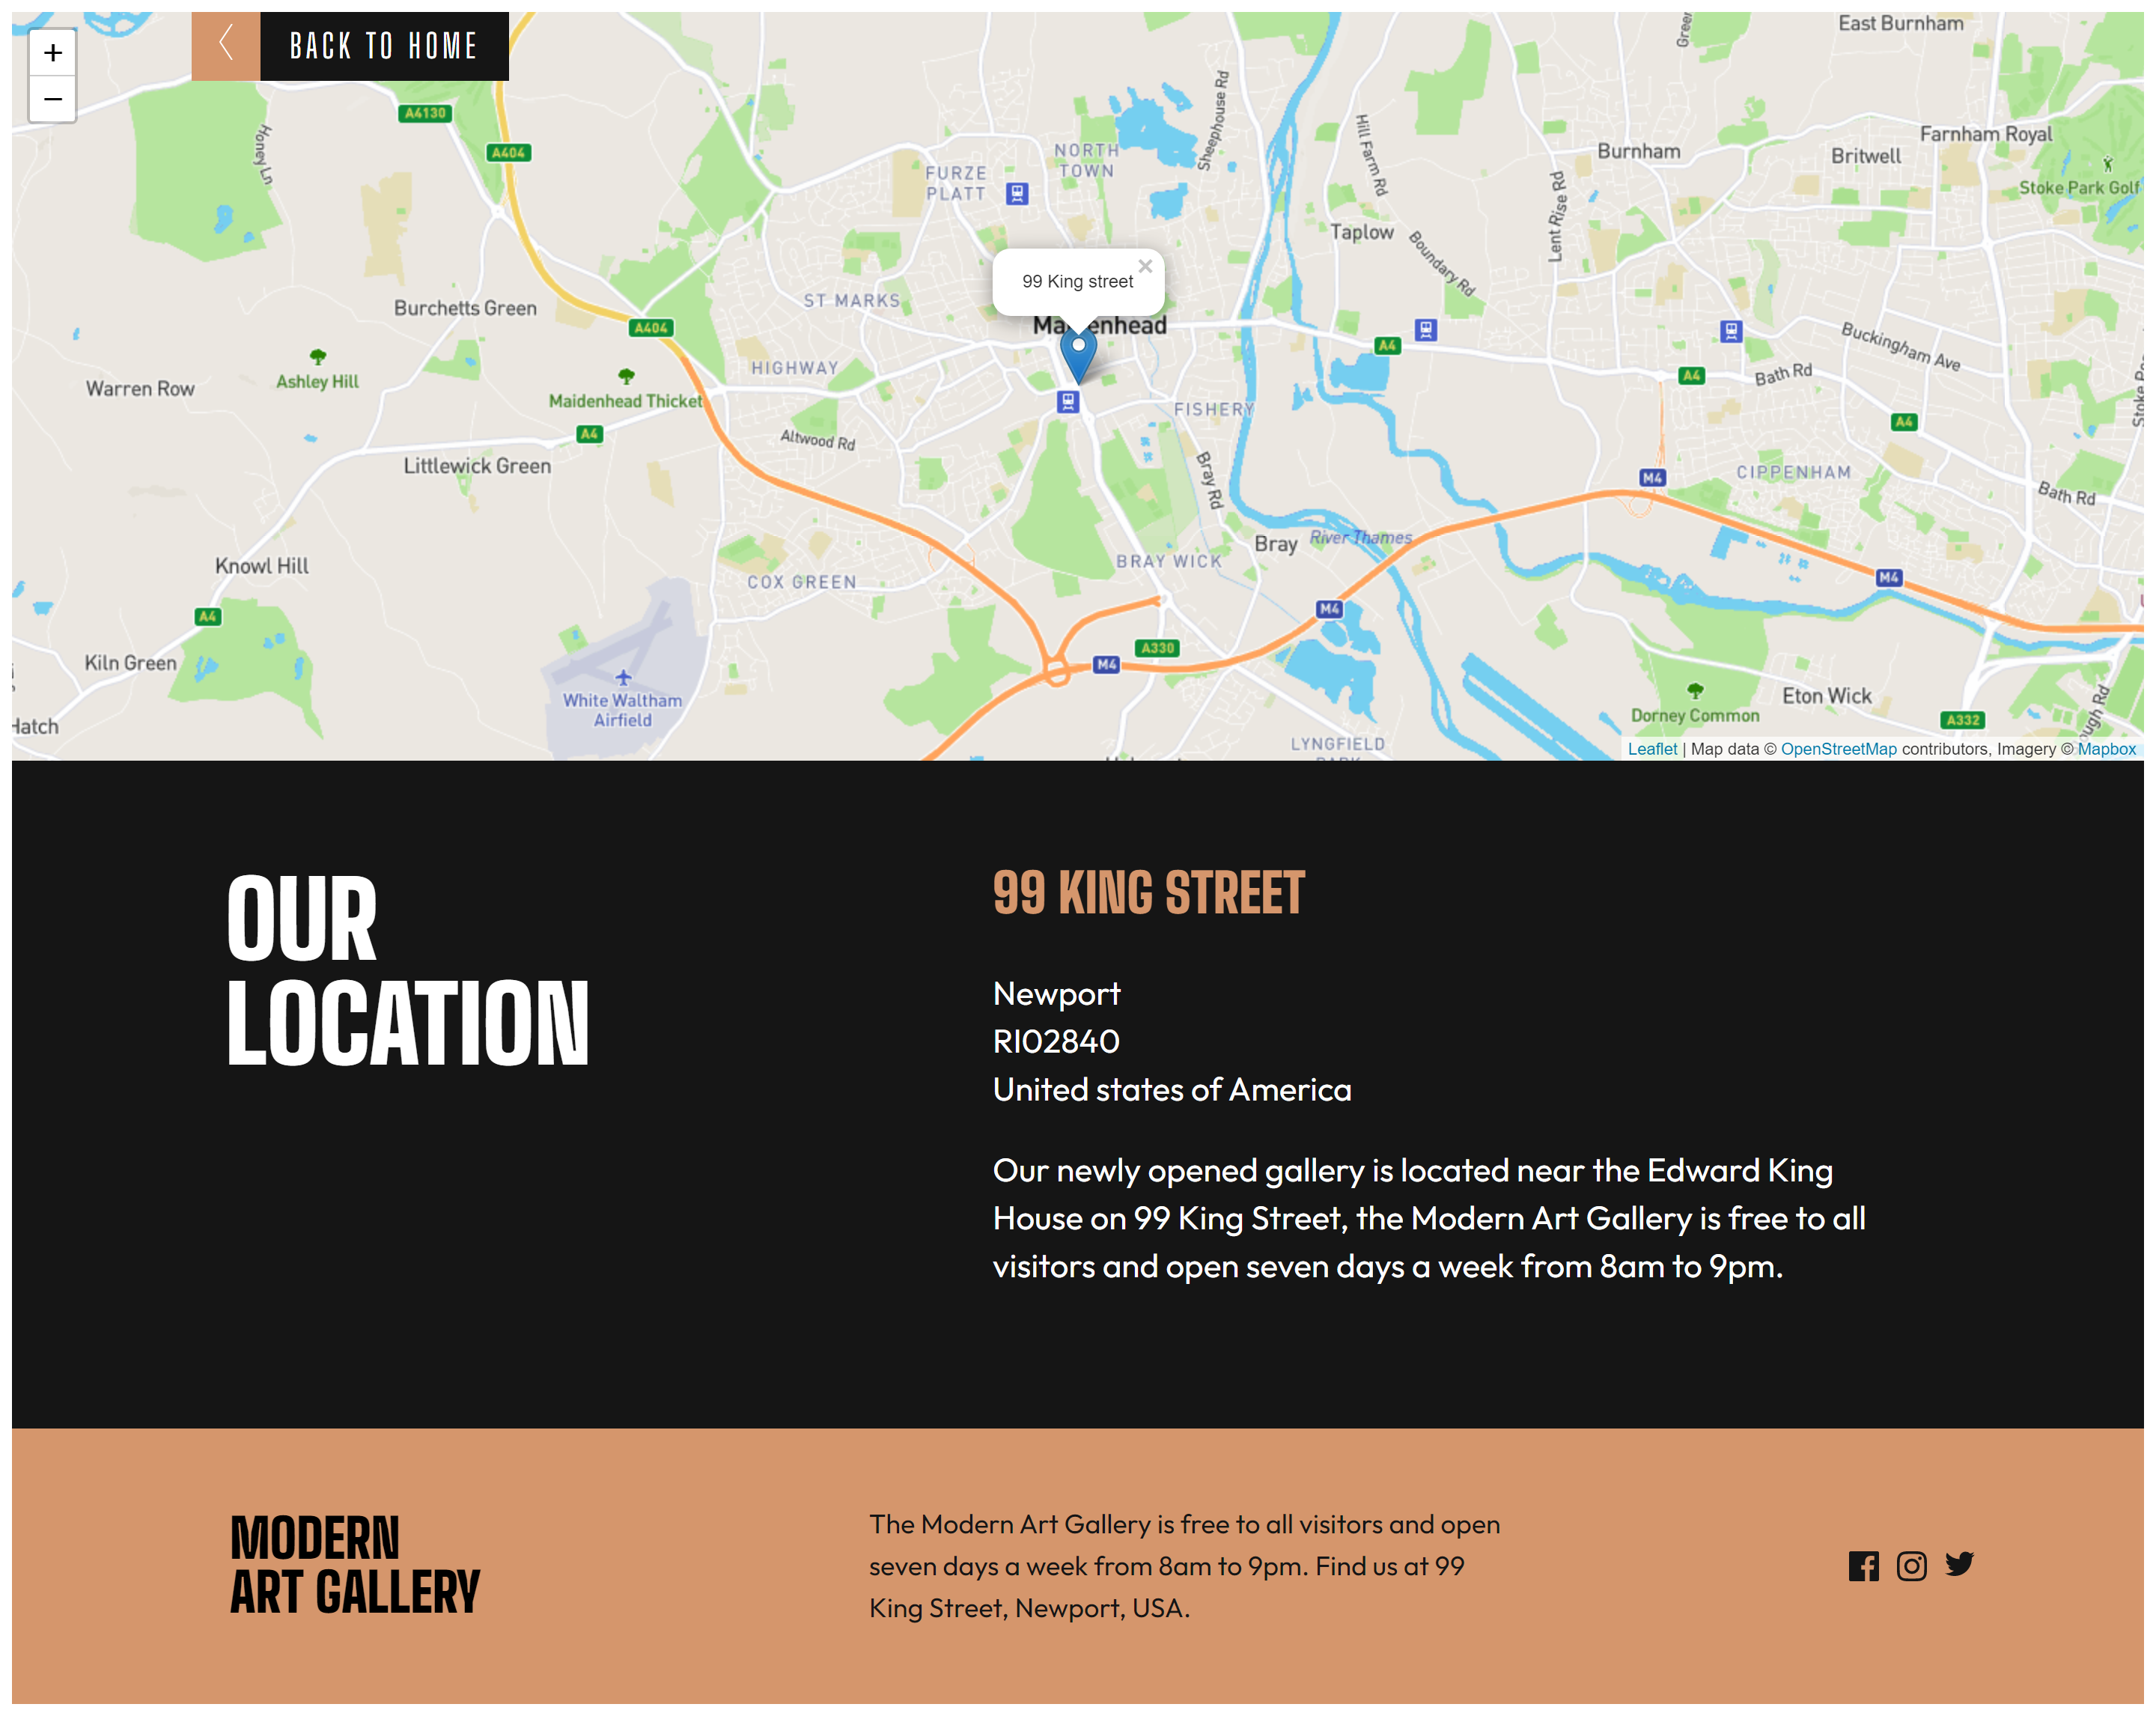 East Burnham
Green
+
BACK TO HOME
−
A4130
Honey Ln
A404
Sheephouse Rd
Hill Farm Rd
Farnham Royal
NORTH
TOWN
Burnham
Britwell
FURZE
PLATT
Stoke Park Golf
Lent Rise Rd
Taplow
Boundary Rd
99 King street
×
ST MARKS
Burchetts Green
A404
A4
Buckingham Ave
HIGHWAY
A4
Bath Rd
Ashley Hill
Warren Row
Maidenhead Thicket
FISHERY
A4
A4
Altwood Rd
Littlewick Green
Bray Rd
M4
CIPPENHAM
Bath Rd
Bray
River Thames
BRAY WICK
Knowl Hill
COX GREEN
M4
M4
A4
A330
M4
Kiln Green
White Waltham
Airfield
Eton Wick
Dorney Common
A332
Hatch
LYNGFIELD
Leaflet | Map data © OpenStreetMap contributors, Imagery © Mapbox
OUR
LOCATION
99 KING STREET
Newport
RI02840
United states of America
Our newly opened gallery is located near the Edward King
House on 99 King Street, the Modern Art Gallery is free to all
visitors and open seven days a week from 8am to 9pm.
MODERN
ART GALLERY
The Modern Art Gallery is free to all visitors and open
seven days a week from 8am to 9pm. Find us at 99
King Street, Newport, USA.